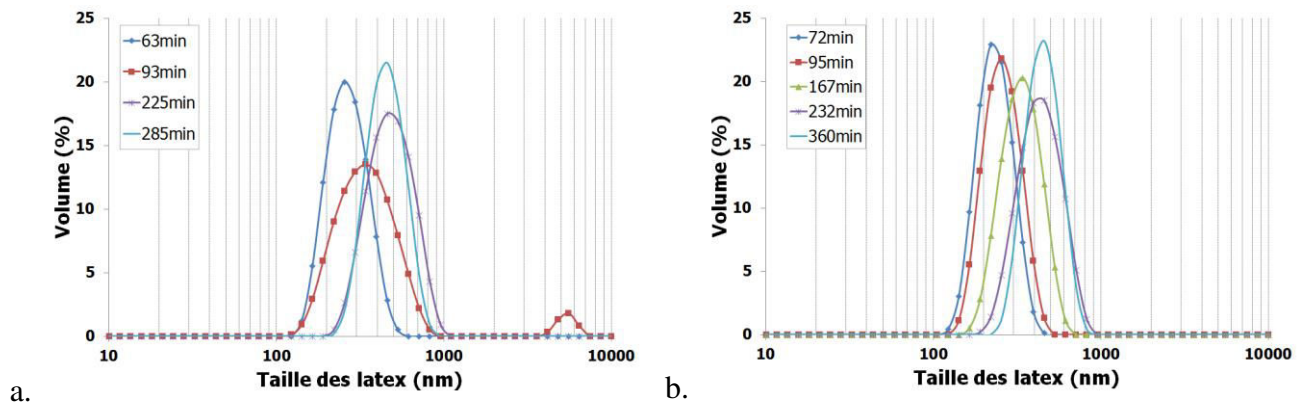 25
20
15
10
5
0
Volume (%)
63min
93min
225min
285min
10
100
1000
10000
Taille des latex (nm)
a.
25
20
15
10
5
0
Volume (%)
72min
95min
167min
232min
360min
10
100
1000
10000
Taille des latex (nm)
b.